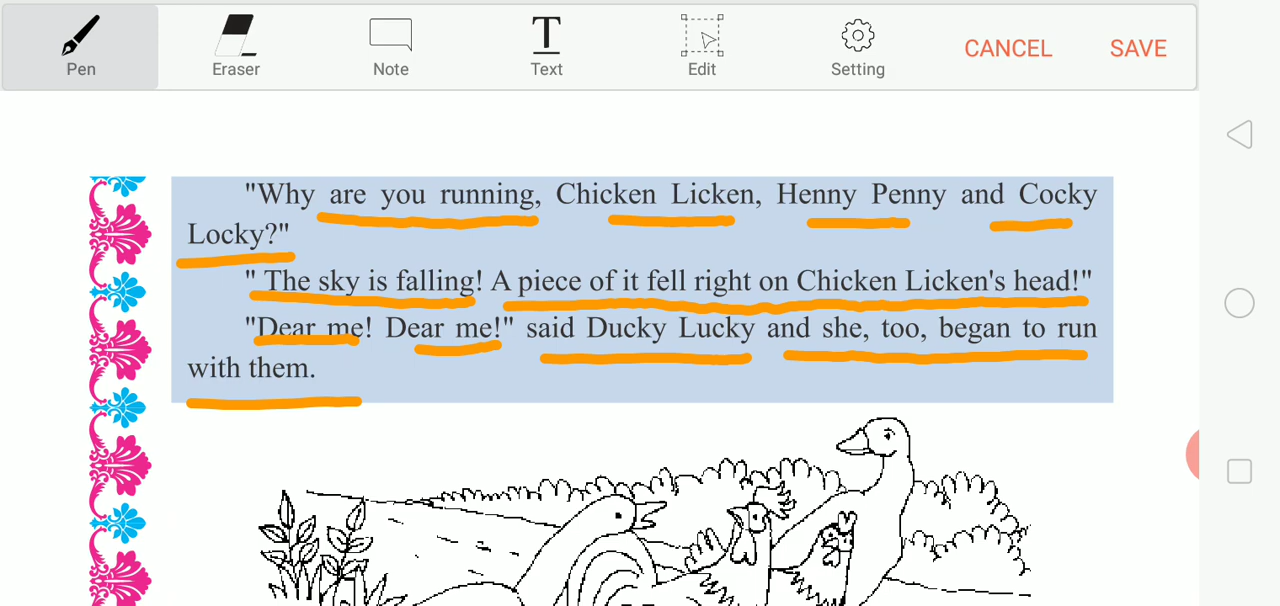 Pen Eraser Note Text Edit Setting CANCEL SAVE
"Why are you running, Chicken Licken, Henny Penny and Cocky
Locky?"
" The sky is falling! A piece of it fell right on Chicken Licken's head!"
"Dear me! Dear me!" said Ducky Lucky and she, too, began to run
with them.